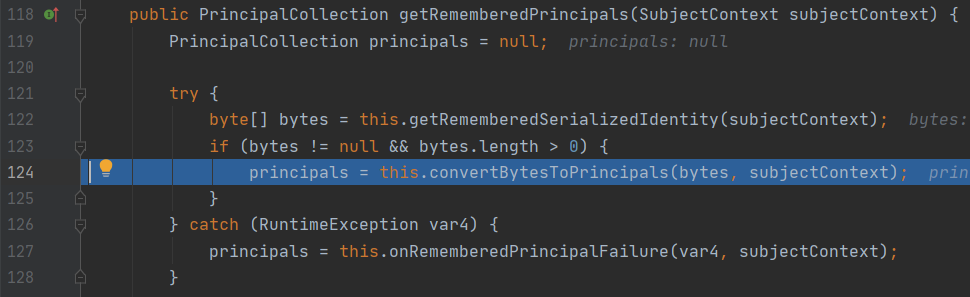 118 public PrincipalCollection getRememberedPrincipals(SubjectContext subjectContext) {
119 PrincipalCollection principals = null; principals: null
120
121 try {
122 byte[] bytes = this.getRememberedSerializedIdentity(subjectContext); bytes:
123 if (bytes != null && bytes.length > 0) {
124 principals = this.convertBytesToPrincipals(bytes, subjectContext); prin
125 }
126 } catch (RuntimeException var4) {
127 principals = this.onRememberedPrincipalFailure(var4, subjectContext);
128 }